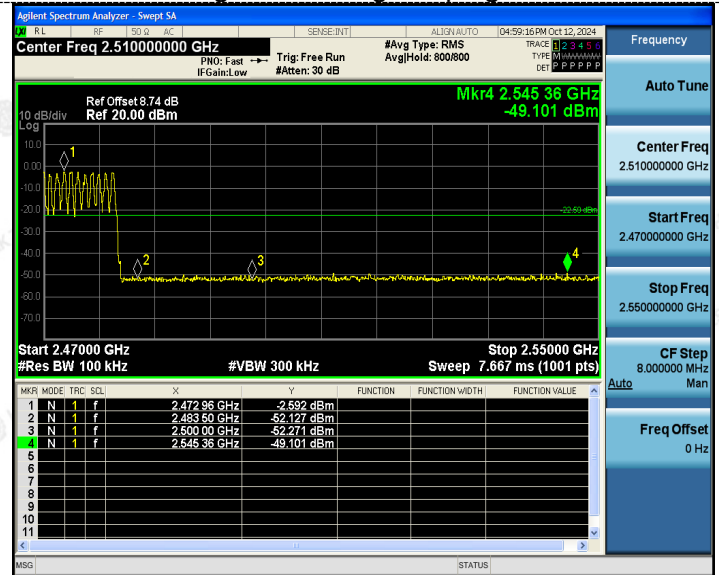 Agilent Spectrum Analyzer - Swept SA
LXI RL RF 50 Ω AC SENSE:INT ALIGN AUTO 04:59:16 PM Oct 12, 2024
Center Freq 2.510000000 GHz
PNO: Fast
IFGain:Low
Trig: Free Run
#Atten: 30 dB
#Avg Type: RMS
Avg|Hold: 800/800
TRACE 1 2 3 4 5 6
TYPE M
DET P P P P P P
Ref Offset 8.74 dB
10 dB/div Ref 20.00 dBm
Log
Mkr4 2.545 36 GHz
-49.101 dBm
10.0
0.00
-10.0
-20.0
-30.0
-40.0
-50.0
-60.0
-70.0
1
2
3
4
-22.59 dBm
Start 2.47000 GHz Stop 2.55000 GHz
#Res BW 100 kHz #VBW 300 kHz Sweep 7.667 ms (1001 pts)
MKR MODE TRC SCL X Y FUNCTION FUNCTION WIDTH FUNCTION VALUE
1 N 1 f 2.472 96 GHz -2.592 dBm
2 N 1 f 2.483 50 GHz -52.127 dBm
3 N 1 f 2.500 00 GHz -52.271 dBm
4 N 1 f 2.545 36 GHz -49.101 dBm
5
6
7
8
9
10
11
MSG STATUS
Frequency
Auto Tune
Center Freq
2.510000000 GHz
Start Freq
2.470000000 GHz
Stop Freq
2.550000000 GHz
CF Step
8.000000 MHz
Auto Man
Freq Offset
0 Hz